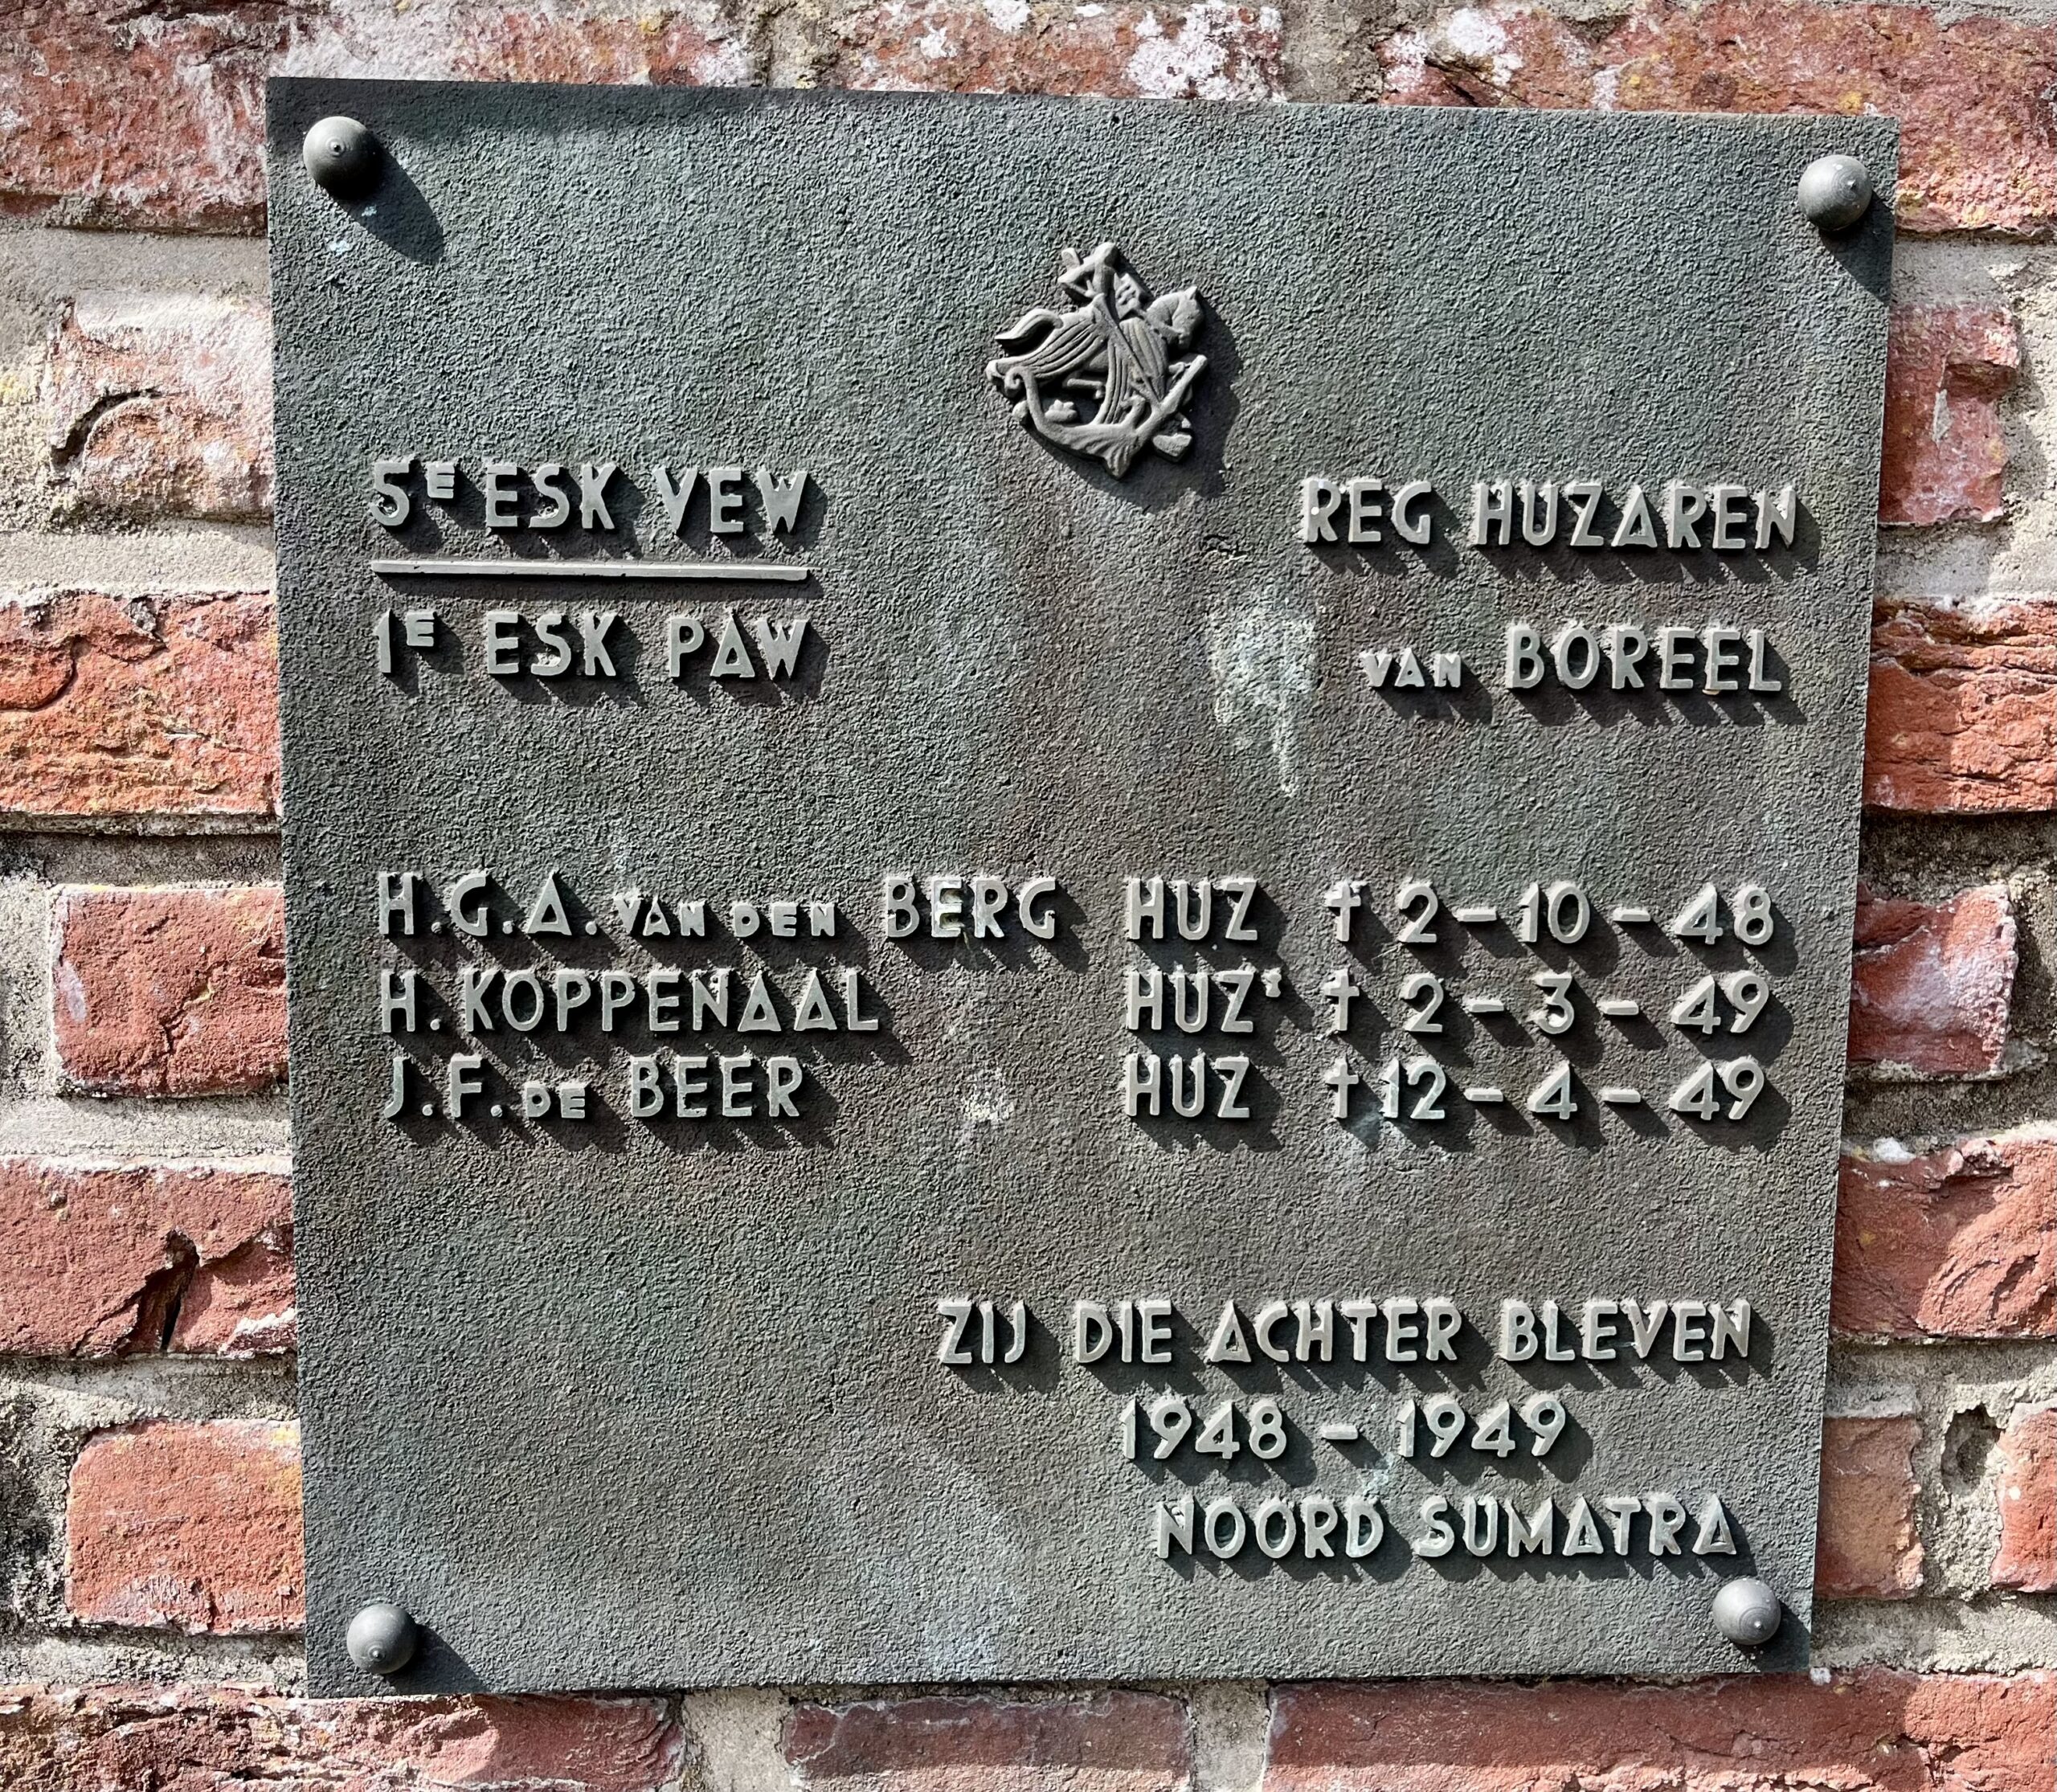 5E ESK VEW
1E ESK PAW
REG HUZAREN
VAN BOREEL
H.G.A. VAN DEN BERG HUZ † 2-10-48
H. KOPPENAAL HUZ1 † 2-3-49
J.F. DE BEER HUZ † 12-4-49
ZIJ DIE ACHTER BLEVEN
1948-1949
NOORD SUMATRA